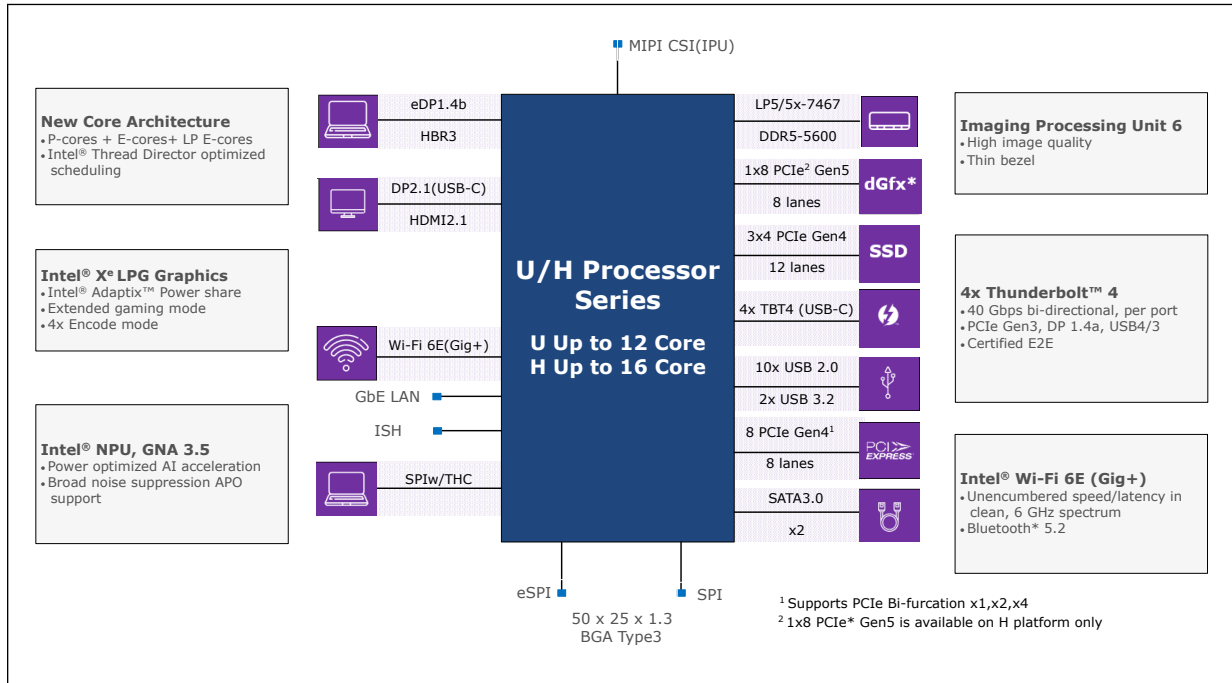 MIPI CSI(IPU)
New Core Architecture
• P-cores + E-cores+ LP E-cores
• Intel® Thread Director optimized
scheduling
Intel® Xᵉ LPG Graphics
• Intel® Adaptix™ Power share
• Extended gaming mode
• 4x Encode mode
Intel® NPU, GNA 3.5
• Power optimized AI acceleration
• Broad noise suppression APO
support
eDP1.4b
HBR3
DP2.1(USB-C)
HDMI2.1
Wi-Fi 6E(Gig+)
GbE LAN
ISH
SPIw/THC
U/H Processor
Series
U Up to 12 Core
H Up to 16 Core
LP5/5x-7467
DDR5-5600
1x8 PCIe² Gen5
8 lanes
dGfx*
3x4 PCIe Gen4
12 lanes
SSD
4x TBT4 (USB-C)
10x USB 2.0
2x USB 3.2
8 PCIe Gen4¹
8 lanes
PCI
EXPRESS
SATA3.0
x2
Imaging Processing Unit 6
• High image quality
• Thin bezel
4x Thunderbolt™ 4
• 40 Gbps bi-directional, per port
• PCIe Gen3, DP 1.4a, USB4/3
• Certified E2E
Intel® Wi-Fi 6E (Gig+)
• Unencumbered speed/latency in
clean, 6 GHz spectrum
• Bluetooth* 5.2
eSPI
SPI
50 x 25 x 1.3
BGA Type3
¹ Supports PCIe Bi-furcation x1,x2,x4
² 1x8 PCIe* Gen5 is available on H platform only